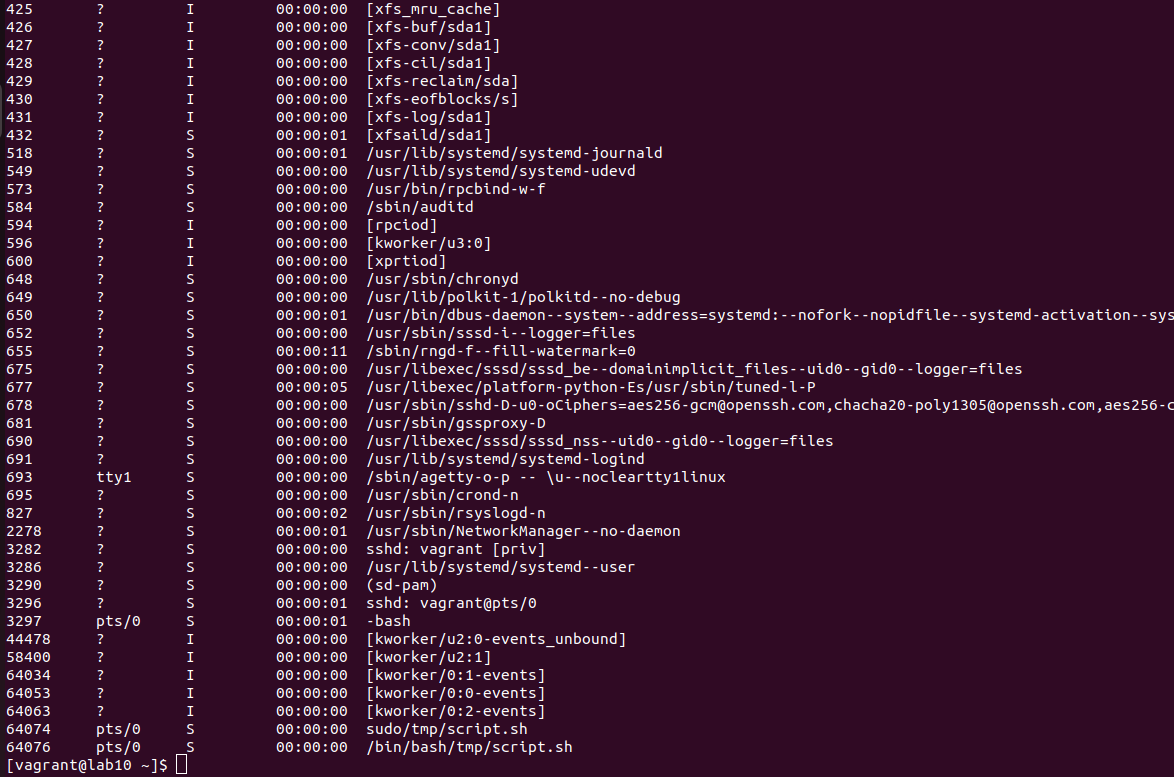 425 ? I 00:00:00 [xfs_mru_cache]
426 ? I 00:00:00 [xfs-buf/sda1]
427 ? I 00:00:00 [xfs-conv/sda1]
428 ? I 00:00:00 [xfs-cil/sda1]
429 ? I 00:00:00 [xfs-reclaim/sda]
430 ? I 00:00:00 [xfs-eofblocks/s]
431 ? I 00:00:00 [xfs-log/sda1]
432 ? S 00:00:01 [xfsaild/sda1]
518 ? S 00:00:01 /usr/lib/systemd/systemd-journald
549 ? S 00:00:00 /usr/lib/systemd/systemd-udevd
573 ? S 00:00:00 /usr/bin/rpcbind-w-f
584 ? S 00:00:00 /sbin/auditd
594 ? I 00:00:00 [rpciod]
596 ? I 00:00:00 [kworker/u3:0]
600 ? I 00:00:00 [xprtiod]
648 ? S 00:00:00 /usr/sbin/chronyd
649 ? S 00:00:00 /usr/lib/polkit-1/polkitd--no-debug
650 ? S 00:00:01 /usr/bin/dbus-daemon--system--address=systemd:--nofork--nopidfile--systemd-activation--sys
652 ? S 00:00:00 /usr/sbin/sssd-i--logger=files
655 ? S 00:00:11 /sbin/rngd-f--fill-watermark=0
675 ? S 00:00:00 /usr/libexec/sssd/sssd_be--domainimplicit_files--uid0--gid0--logger=files
677 ? S 00:00:05 /usr/libexec/platform-python-Es/usr/sbin/tuned-l-P
678 ? S 00:00:00 /usr/sbin/sshd-D-u0-oCiphers=aes256-gcm@openssh.com,chacha20-poly1305@openssh.com,aes256-c
681 ? S 00:00:00 /usr/sbin/gssproxy-D
690 ? S 00:00:00 /usr/libexec/sssd/sssd_nss--uid0--gid0--logger=files
691 ? S 00:00:00 /usr/lib/systemd/systemd-logind
693 tty1 S 00:00:00 /sbin/agetty-o-p -- \u--nocleartty1linux
695 ? S 00:00:00 /usr/sbin/crond-n
827 ? S 00:00:02 /usr/sbin/rsyslogd-n
2278 ? S 00:00:01 /usr/sbin/NetworkManager--no-daemon
3282 ? S 00:00:00 sshd: vagrant [priv]
3286 ? S 00:00:00 /usr/lib/systemd/systemd--user
3290 ? S 00:00:00 (sd-pam)
3296 ? S 00:00:01 sshd: vagrant@pts/0
3297 pts/0 S 00:00:01 -bash
44478 ? I 00:00:00 [kworker/u2:0-events_unbound]
58400 ? I 00:00:00 [kworker/u2:1]
64034 ? I 00:00:00 [kworker/0:1-events]
64053 ? I 00:00:00 [kworker/0:0-events]
64063 ? I 00:00:00 [kworker/0:2-events]
64074 pts/0 S 00:00:00 sudo/tmp/script.sh
64076 pts/0 S 00:00:00 /bin/bash/tmp/script.sh
[vagrant@lab10 ~]$